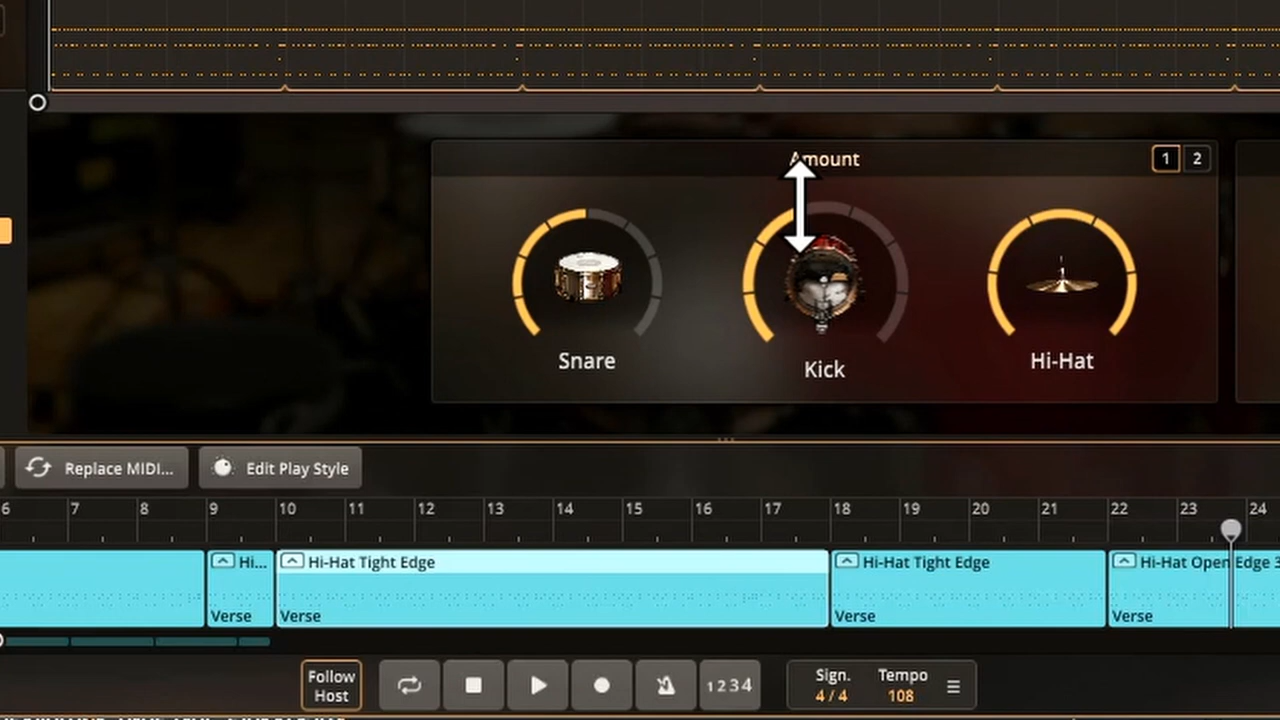 Amount
1 2
Snare
Kick
Hi-Hat
Replace MIDI...
Edit Play Style
6 7 8 9 10 11 12 13 14 15 16 17 18 19 20 21 22 23 24
Hi... Hi-Hat Tight Edge Hi-Hat Tight Edge Hi-Hat Open Edge 3
Verse Verse Verse Verse
Follow Host
1234
Sign. Tempo
4/4 108